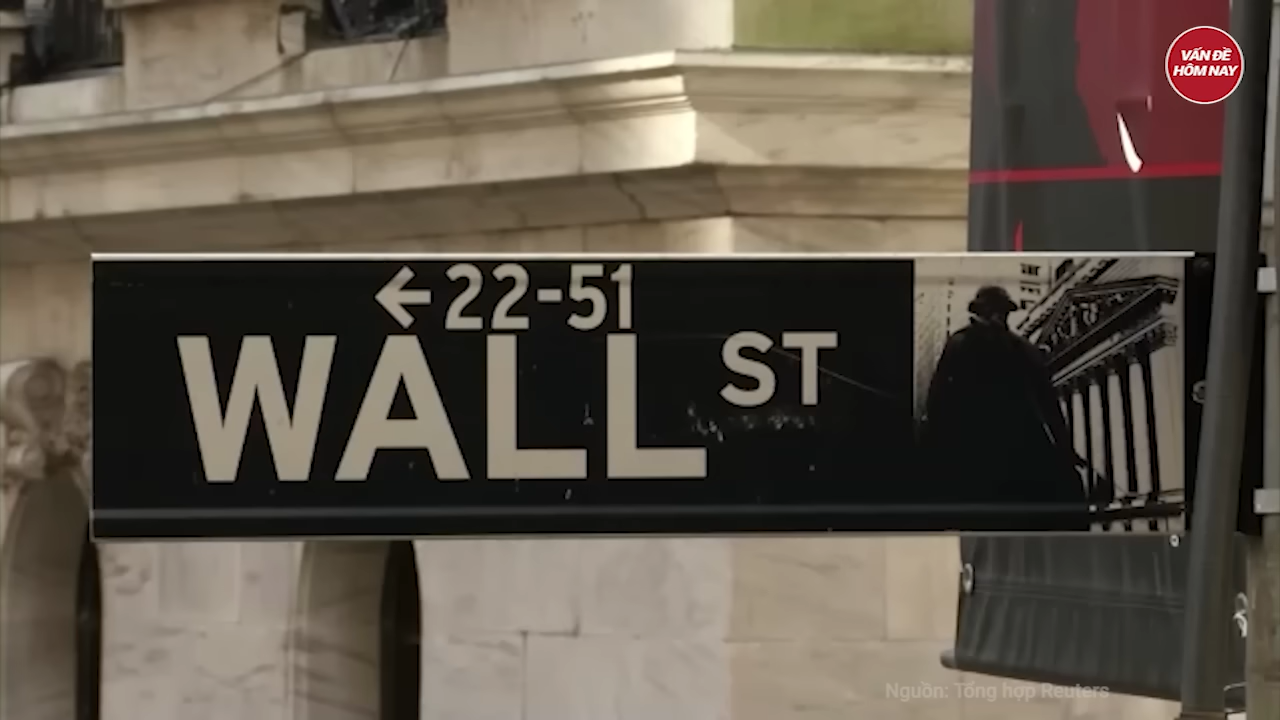 VẤN ĐỀ
HÔM NAY
←22-51
WALL ST
Nguồn: Tổng hợp Reuters